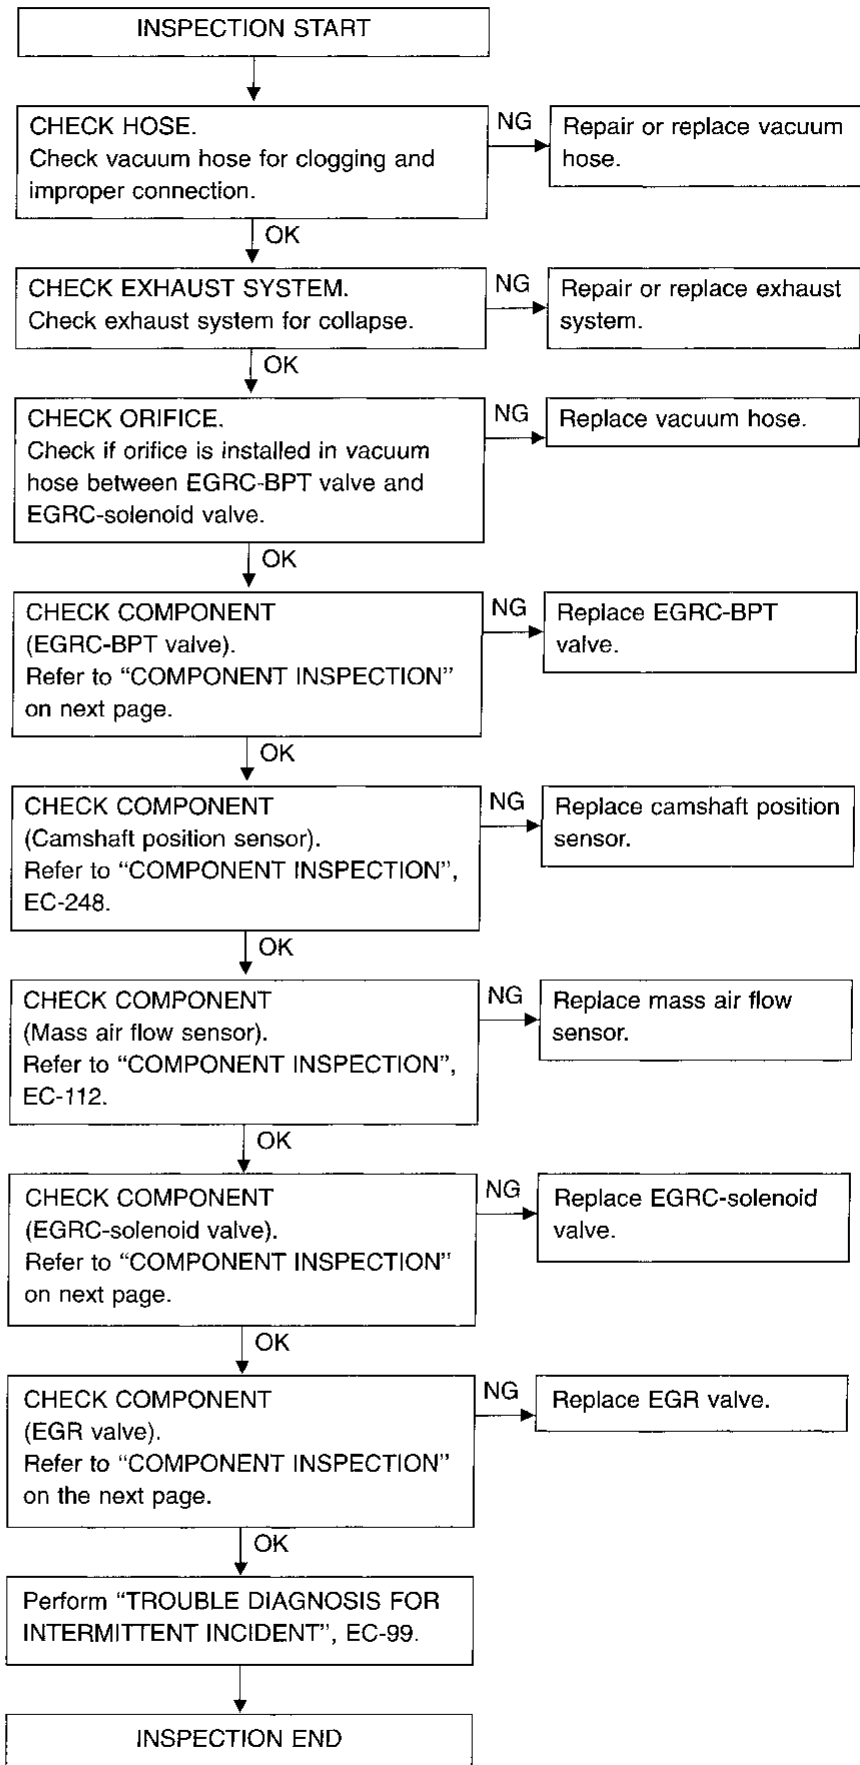 INSPECTION START
CHECK HOSE.
Check vacuum hose for clogging and
improper connection.
NG
Repair or replace vacuum
hose.
OK
CHECK EXHAUST SYSTEM.
Check exhaust system for collapse.
NG
Repair or replace exhaust
system.
OK
CHECK ORIFICE.
Check if orifice is installed in vacuum
hose between EGRC-BPT valve and
EGRC-solenoid valve.
NG
Replace vacuum hose.
OK
CHECK COMPONENT
(EGRC-BPT valve).
Refer to “COMPONENT INSPECTION”
on next page.
NG
Replace EGRC-BPT
valve.
OK
CHECK COMPONENT
(Camshaft position sensor).
Refer to “COMPONENT INSPECTION”,
EC-248.
NG
Replace camshaft position
sensor.
OK
CHECK COMPONENT
(Mass air flow sensor).
Refer to “COMPONENT INSPECTION”,
EC-112.
NG
Replace mass air flow
sensor.
OK
CHECK COMPONENT
(EGRC-solenoid valve).
Refer to “COMPONENT INSPECTION”
on next page.
NG
Replace EGRC-solenoid
valve.
OK
CHECK COMPONENT
(EGR valve).
Refer to “COMPONENT INSPECTION”
on the next page.
NG
Replace EGR valve.
OK
Perform “TROUBLE DIAGNOSIS FOR
INTERMITTENT INCIDENT”, EC-99.
INSPECTION END